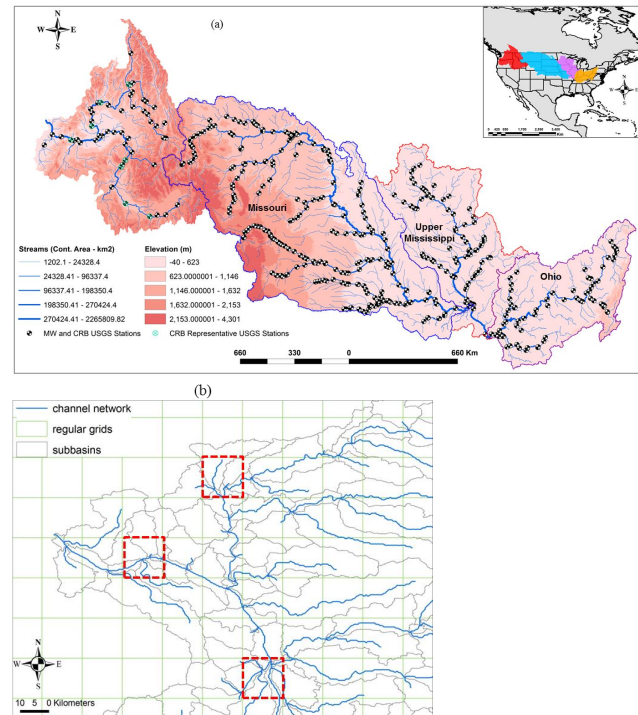 (a)
N
W E
S
N
W E
S
0 420
Km
Missouri
Upper
Mississippi
Ohio
Streams (Cont. Area - km2)
1202.1 - 24328.4
24328.41 - 96337.4
96337.41 - 198350.4
198350.41 - 270424.4
270424.41 - 2265809.82
MW and CRB USGS Stations
Elevation (m)
-40 - 623
623.0000001 - 1,146
1,146.000001 - 1,632
1,632.000001 - 2,153
2,153.000001 - 4,301
CRB Representative USGS Stations
660 330 0 660 Km
(b)
channel network
regular grids
subbasins
N
W E
S
10 5 0 Kilometers